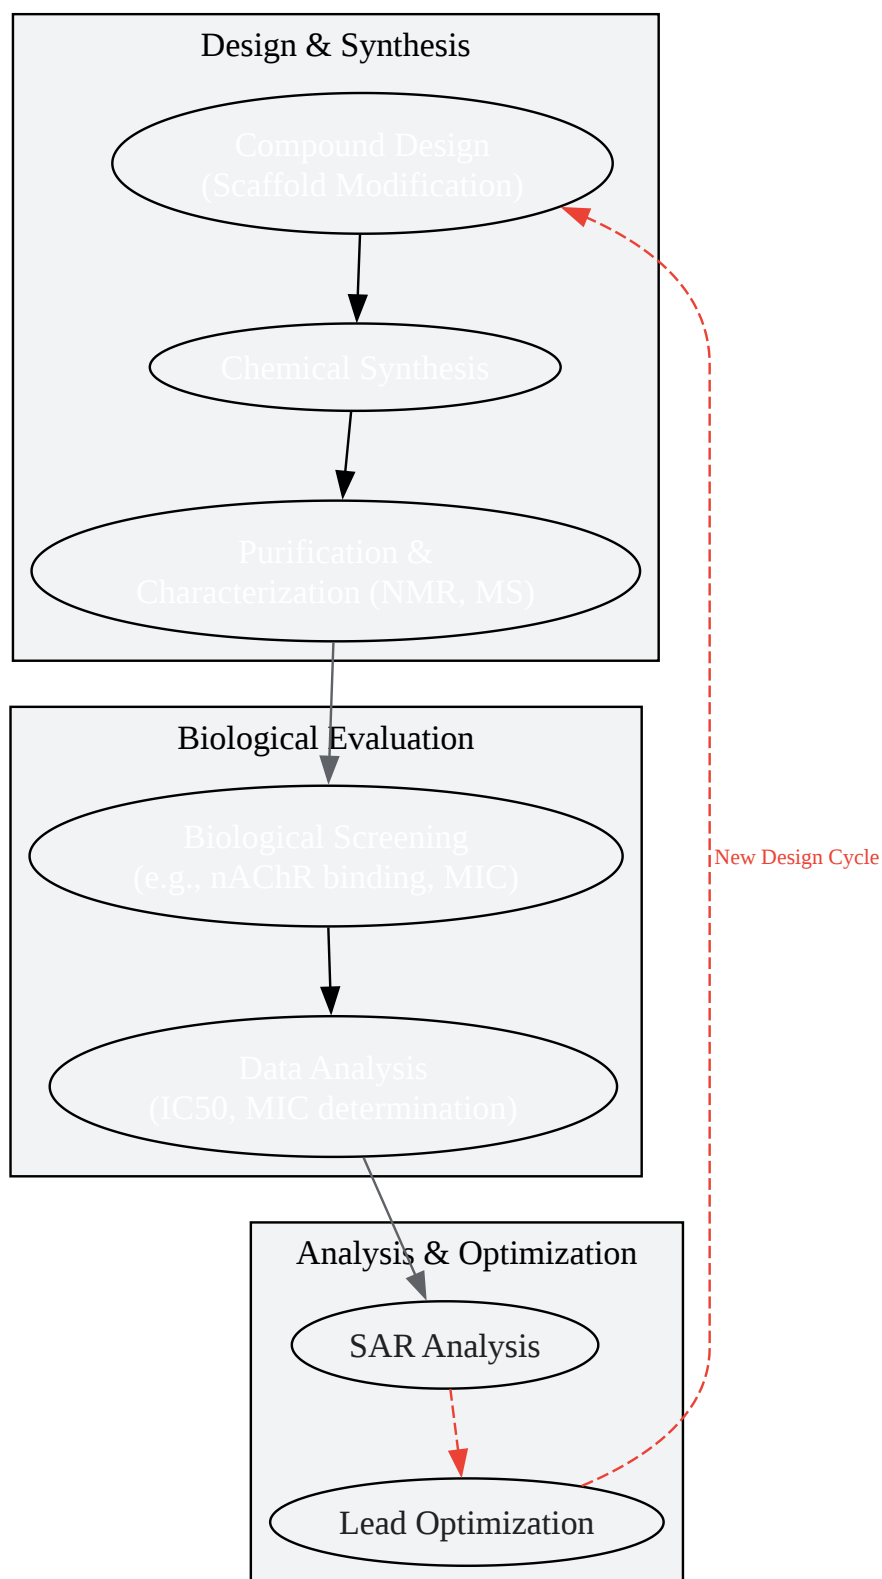 Design & Synthesis
Compound Design
(Scaffold Modification)
Chemical Synthesis
Purification &
Characterization (NMR, MS)
Biological Evaluation
Biological Screening
(e.g., nAChR binding, MIC)
New Design Cycle
Data Analysis
(IC50, MIC determination)
Analysis & Optimization
SAR Analysis
Lead Optimization